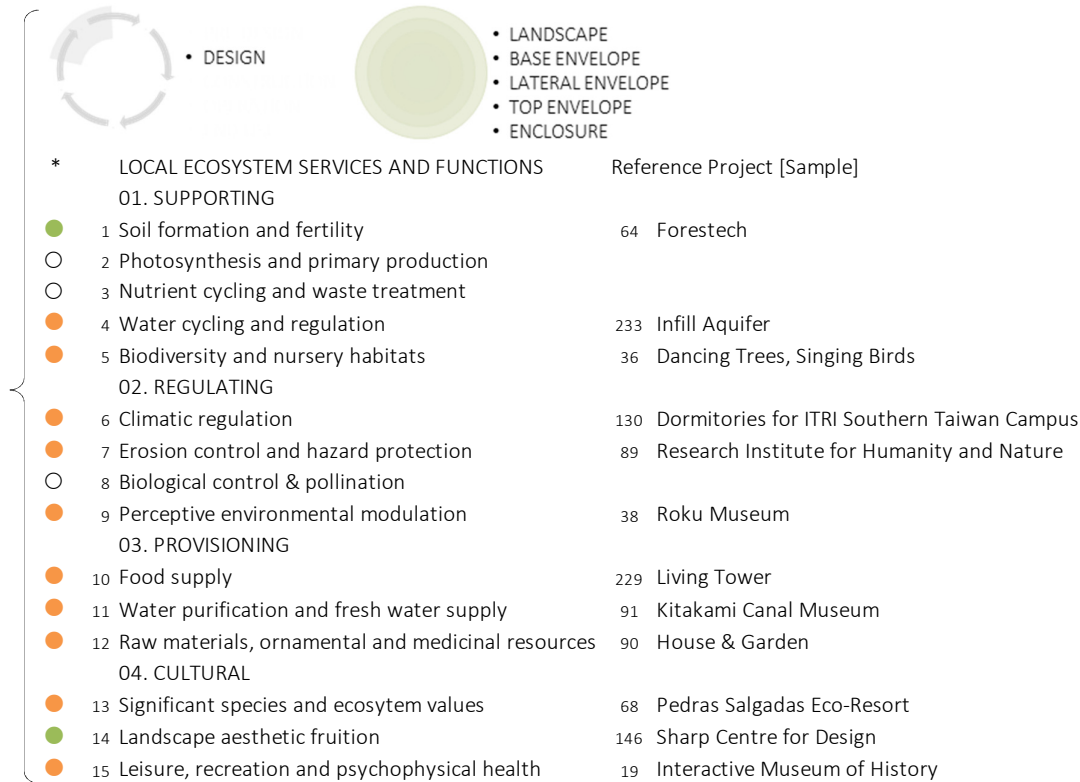 • DESIGN
• LANDSCAPE
• BASE ENVELOPE
• LATERAL ENVELOPE
• TOP ENVELOPE
• ENCLOSURE
* LOCAL ECOSYSTEM SERVICES AND FUNCTIONS Reference Project [Sample]
01. SUPPORTING
1 Soil formation and fertility 64 Forestech
2 Photosynthesis and primary production
3 Nutrient cycling and waste treatment
4 Water cycling and regulation 233 Infill Aquifer
5 Biodiversity and nursery habitats 36 Dancing Trees, Singing Birds
02. REGULATING
6 Climatic regulation 130 Dormitories for ITRI Southern Taiwan Campus
7 Erosion control and hazard protection 89 Research Institute for Humanity and Nature
8 Biological control & pollination
9 Perceptive environmental modulation 38 Roku Museum
03. PROVISIONING
10 Food supply 229 Living Tower
11 Water purification and fresh water supply 91 Kitakami Canal Museum
12 Raw materials, ornamental and medicinal resources 90 House & Garden
04. CULTURAL
13 Significant species and ecosytem values 68 Pedras Salgadas Eco-Resort
14 Landscape aesthetic fruition 146 Sharp Centre for Design
15 Leisure, recreation and psychophysical health 19 Interactive Museum of History